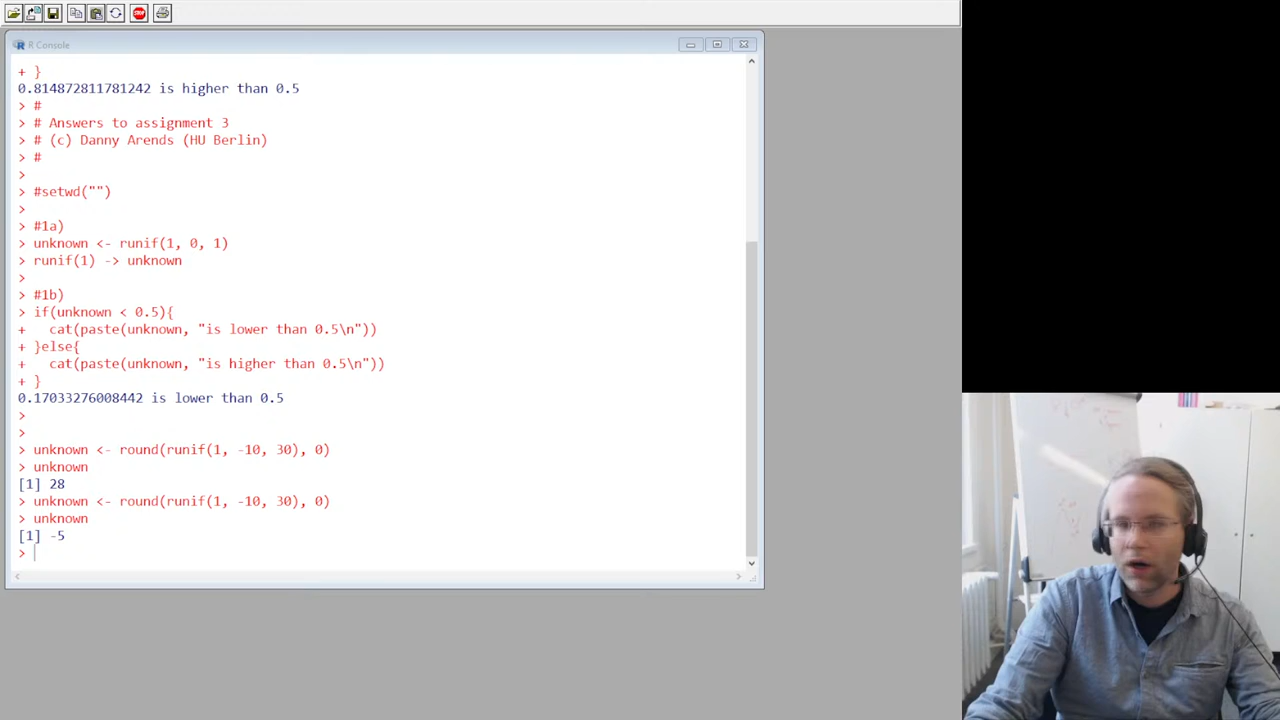 R Console
+ }
0.814872811781242 is higher than 0.5
> #
> # Answers to assignment 3
> # (c) Danny Arends (HU Berlin)
> #
>
> #setwd("")
>
> #1a)
> unknown <- runif(1, 0, 1)
> runif(1) -> unknown
>
> #1b)
> if(unknown < 0.5){
+   cat(paste(unknown, "is lower than 0.5\n"))
+ }else{
+   cat(paste(unknown, "is higher than 0.5\n"))
+ }
0.17033276008442 is lower than 0.5
>
>
> unknown <- round(runif(1, -10, 30), 0)
> unknown
[1] 28
> unknown <- round(runif(1, -10, 30), 0)
> unknown
[1] -5
>